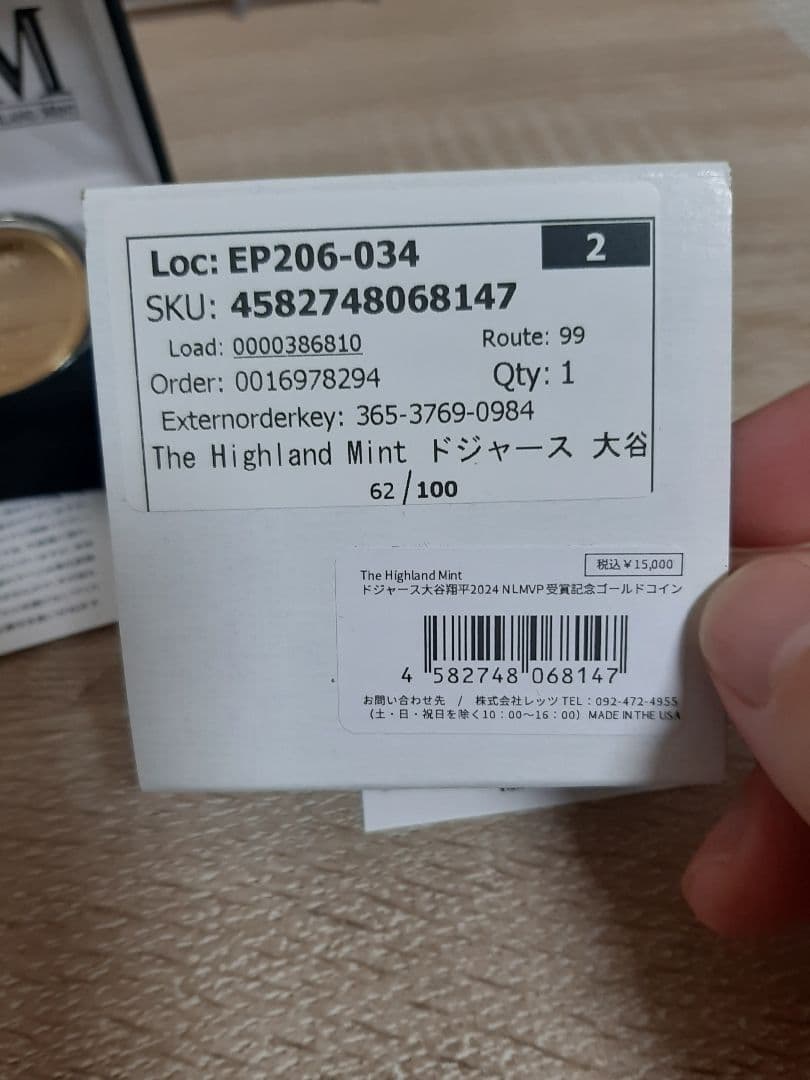 M
Loc: EP206-034
2
SKU: 4582748068147
Load: 0000386810
Route: 99
Order: 0016978294
Qty: 1
Externorderkey: 365-3769-0984
The Highland Mint ドジャース 大谷
62 / 100
税込￥15,000
The Highland Mint
ドジャース大谷翔平2024 NLMVP受賞記念ゴールドコイン
4 582748 068147
お問い合わせ先 / 株式会社レッツ TEL：092-472-4955
（土・日・祝日を除く10：00〜16：00） MADE IN THE USA